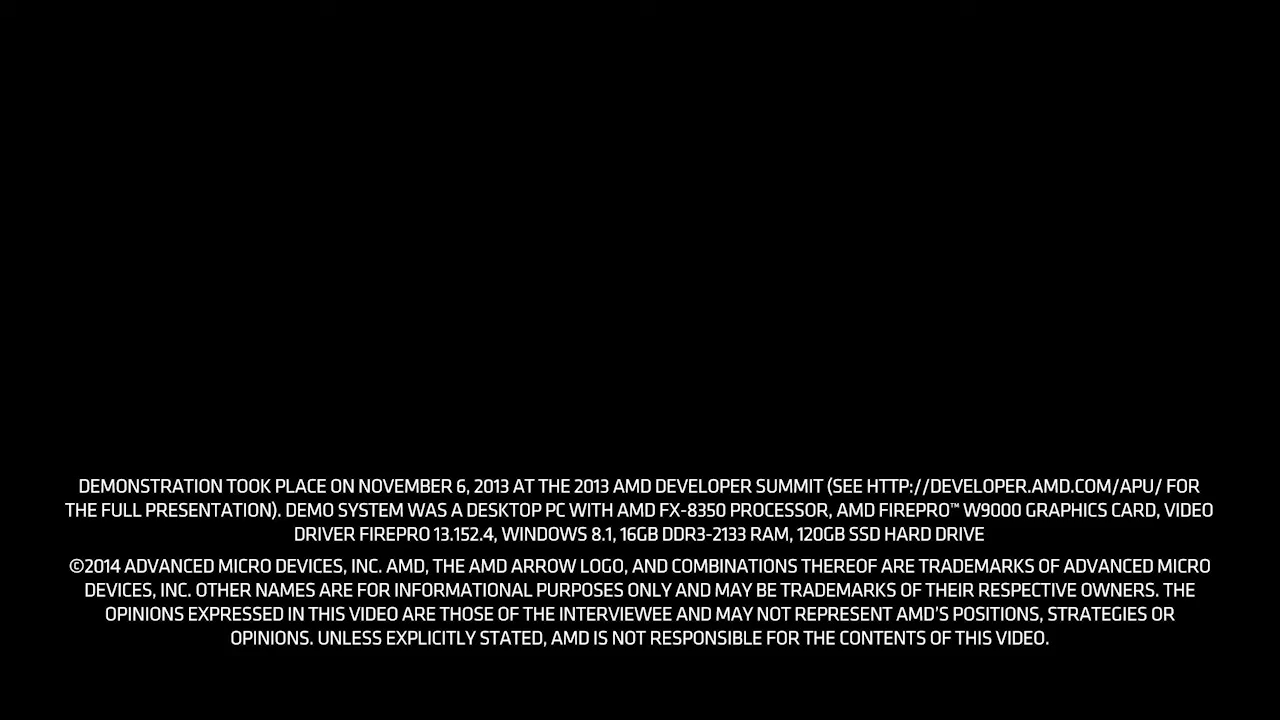 DEMONSTRATION TOOK PLACE ON NOVEMBER 6, 2013 AT THE 2013 AMD DEVELOPER SUMMIT (SEE HTTP://DEVELOPER.AMD.COM/APU/ FOR
THE FULL PRESENTATION). DEMO SYSTEM WAS A DESKTOP PC WITH AMD FX-8350 PROCESSOR, AMD FIREPRO™ W9000 GRAPHICS CARD, VIDEO
DRIVER FIREPRO 13.152.4, WINDOWS 8.1, 16GB DDR3-2133 RAM, 120GB SSD HARD DRIVE
©2014 ADVANCED MICRO DEVICES, INC. AMD, THE AMD ARROW LOGO, AND COMBINATIONS THEREOF ARE TRADEMARKS OF ADVANCED MICRO
DEVICES, INC. OTHER NAMES ARE FOR INFORMATIONAL PURPOSES ONLY AND MAY BE TRADEMARKS OF THEIR RESPECTIVE OWNERS. THE
OPINIONS EXPRESSED IN THIS VIDEO ARE THOSE OF THE INTERVIEWEE AND MAY NOT REPRESENT AMD'S POSITIONS, STRATEGIES OR
OPINIONS. UNLESS EXPLICITLY STATED, AMD IS NOT RESPONSIBLE FOR THE CONTENTS OF THIS VIDEO.